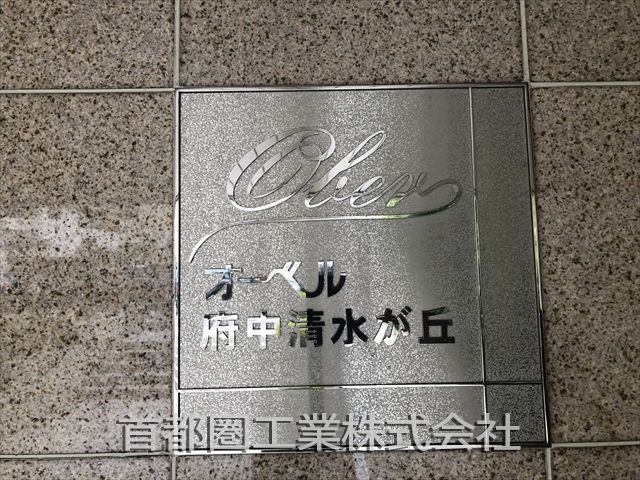 Ober
オーベル
府中清水が丘
首都圏工業株式会社